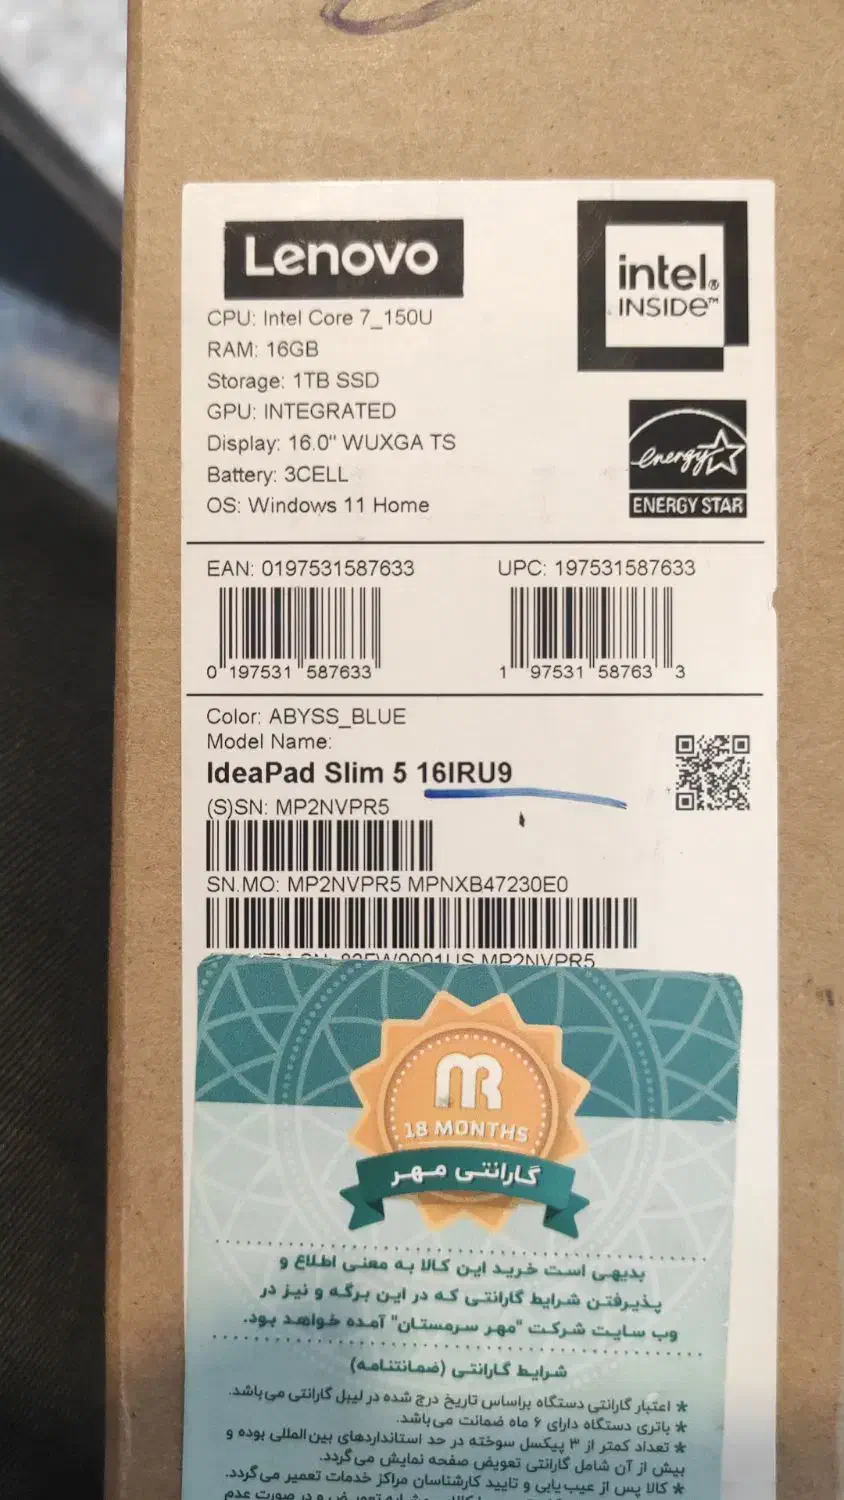 Lenovo
intel®
INSIDE™
CPU: Intel Core 7_150U
RAM: 16GB
Storage: 1TB SSD
GPU: INTEGRATED
Display: 16.0" WUXGA TS
Battery: 3CELL
OS: Windows 11 Home
energy
ENERGY STAR
EAN: 0197531587633
UPC: 197531587633
0 197531 587633
1 97531 58763 3
Color: ABYSS_BLUE
Model Name:
IdeaPad Slim 5 16IRU9
(S)SN: MP2NVPR5
SN.MO: MP2NVPR5 MPNXB47230E0
MP2NVPR5
MR
18 MONTHS
گارانتی مهر
بدیهی است خرید این کالا به معنی اطلاع و
پذیرفتن شرایط گارانتی که در این برگه و نیز در
وب سایت شرکت "مهر سرمستان" آمده خواهد بود.
شرایط گارانتی (ضمانتنامه)
* اعتبار گارانتی دستگاه براساس تاریخ درج شده در لیبل گارانتی می‌باشد.
* باتری دستگاه دارای ۶ ماه ضمانت می‌باشد.
* تعداد کمتر از ۳ پیکسل سوخته در حد استانداردهای بین‌المللی بوده و
بیش از آن شامل گارانتی تعویض صفحه نمایش می‌گردد.
* کالا پس از عیب‌یابی و تایید کارشناسان مراکز خدمات تعمیر می‌گردد.